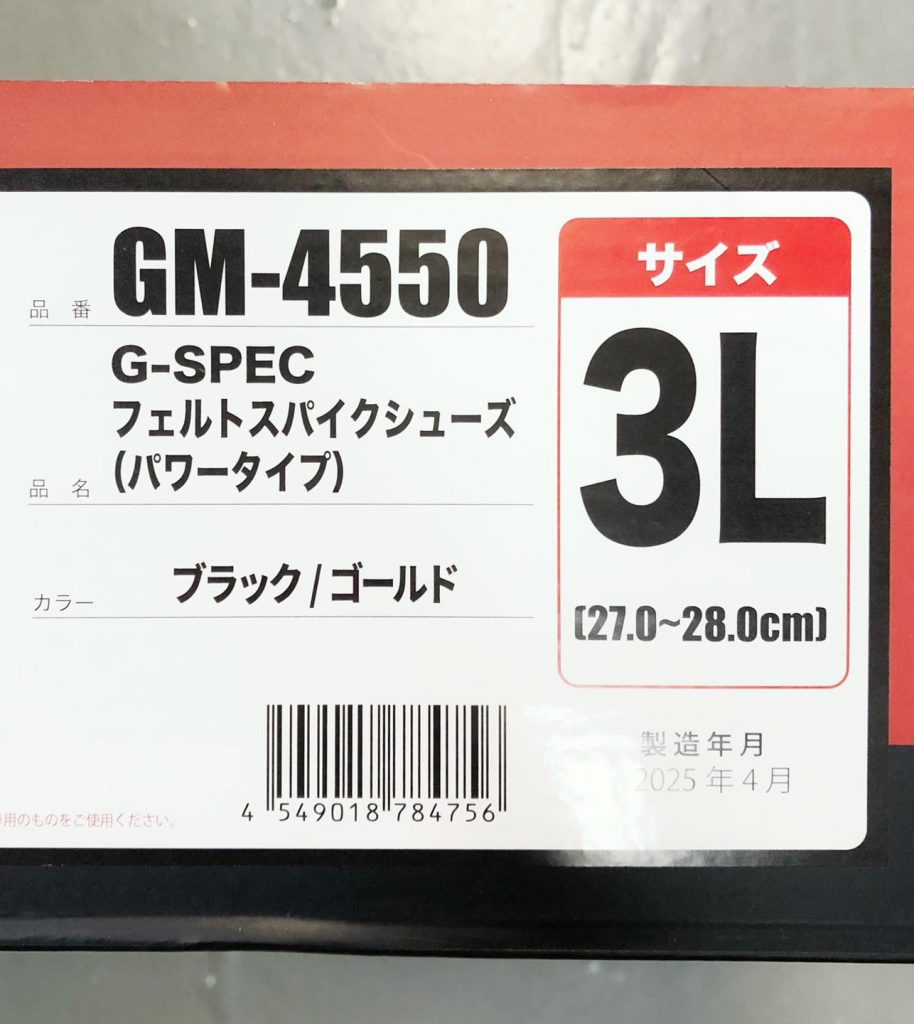 品番 GM-4550
G-SPEC
フェルトスパイクシューズ
品名 (パワータイプ)
カラー ブラック/ゴールド
サイズ
3L
(27.0~28.0cm)
4 549018 784756
製造年月
2025年4月
用のものをご使用ください。